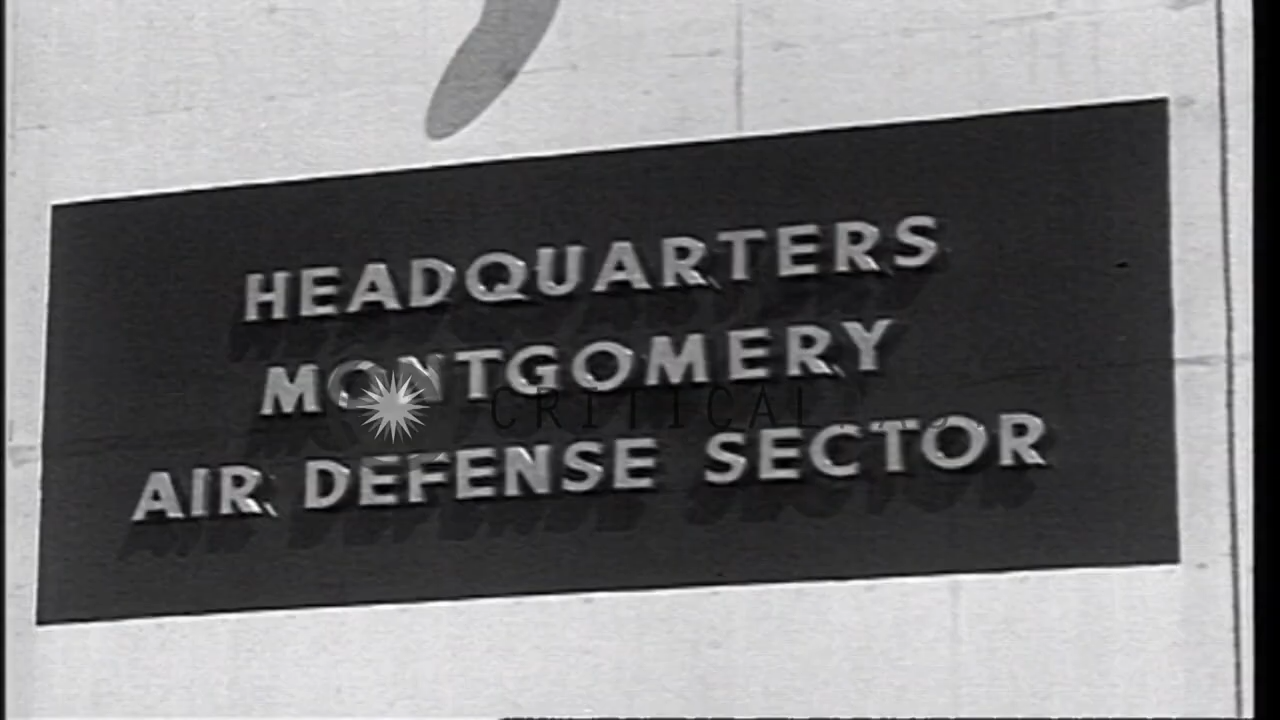 HEADQUARTERS
MONTGOMERY
CRITICAL
AIR DEFENSE SECTOR